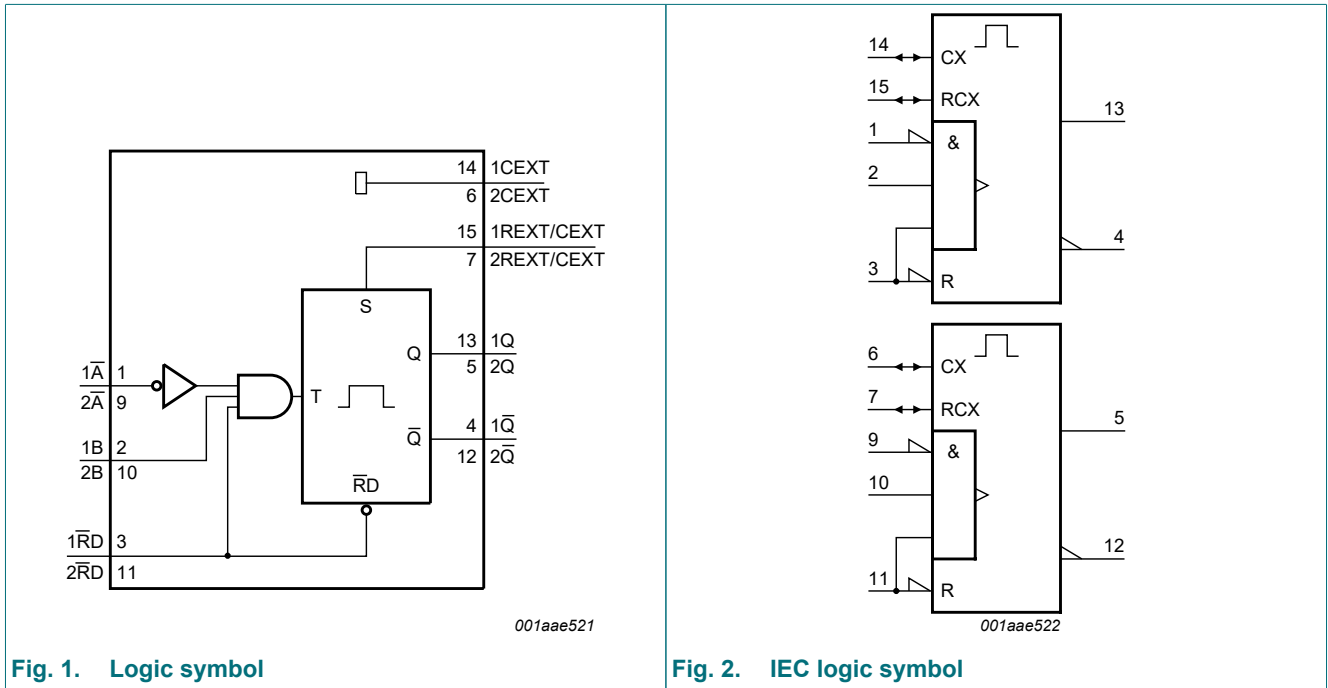 14 1CEXT
6 2CEXT
15 1REXT/CEXT
7 2REXT/CEXT
S
Q
13 1Q
5 2Q
1A̅ 1
2A̅ 9
T
1B 2
2B 10
Q̅
4 1Q̅
12 2Q̅
R̅D
1R̅D 3
2R̅D 11
001aae521
Fig. 1. Logic symbol
14 CX
15 RCX
1 &
2
3 R
13
4
6 CX
7 RCX
9 &
10
11 R
5
12
001aae522
Fig. 2. IEC logic symbol